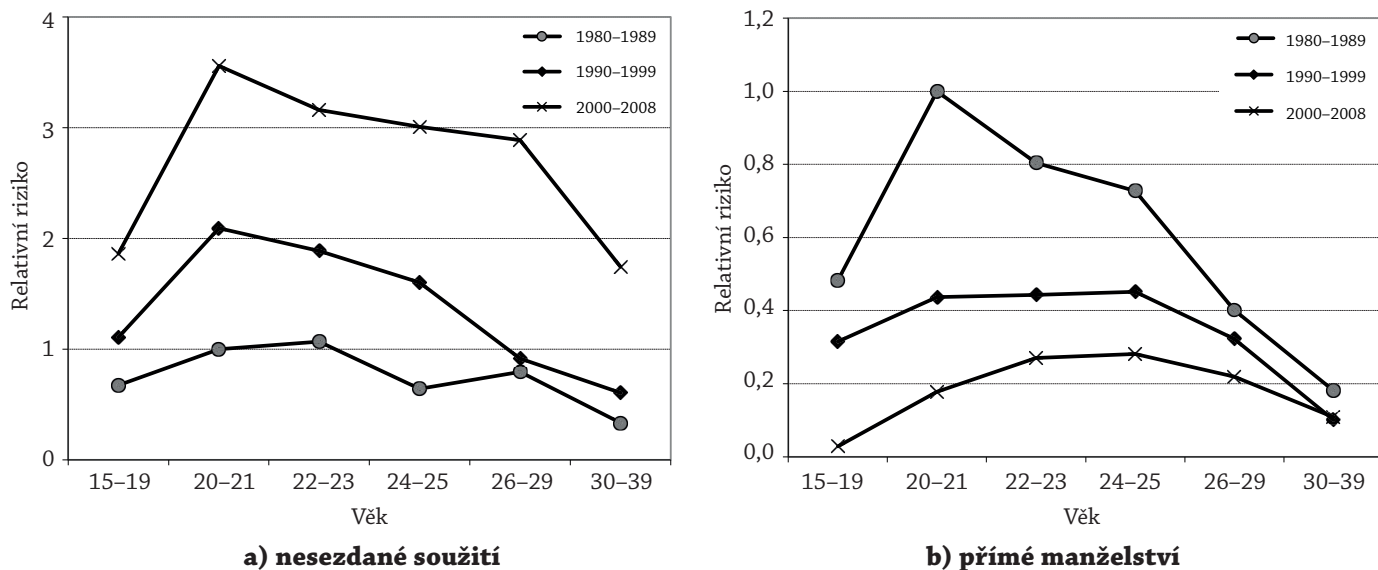 4
3
2
1
0
Relativní riziko
1980–1989
1990–1999
2000–2008
15–19 20–21 22–23 24–25 26–29 30–39
Věk
a) nesezdané soužití
1,2
1,0
0,8
0,6
0,4
0,2
0,0
Relativní riziko
1980–1989
1990–1999
2000–2008
15–19 20–21 22–23 24–25 26–29 30–39
Věk
b) přímé manželství